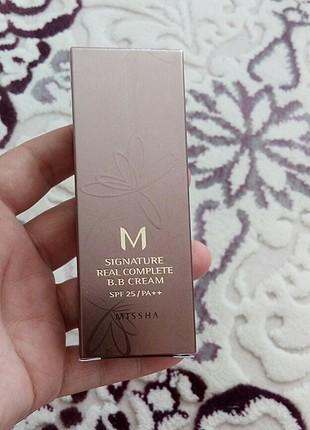 M
SIGNATURE
REAL COMPLETE
B.B CREAM
SPF 25/PA++
MISSHA